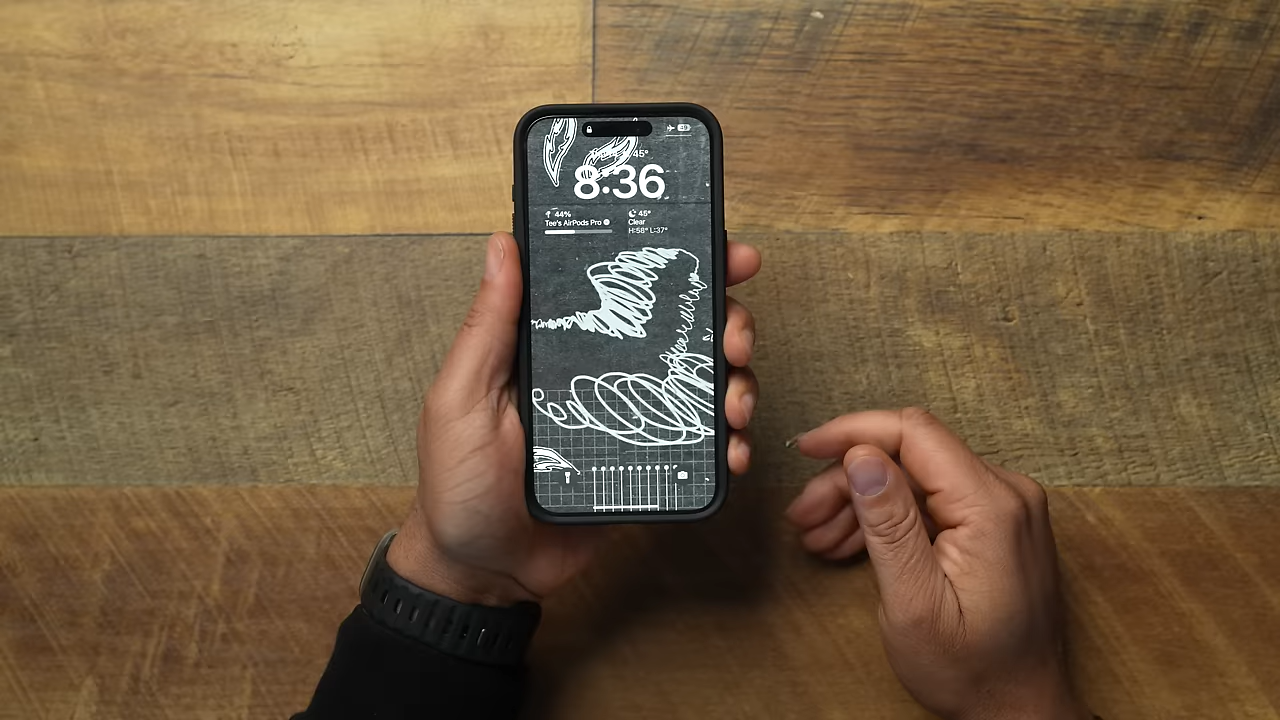 45°
8:36
44%
Tee's AirPods Pro
45°
Clear
H:58° L:37°